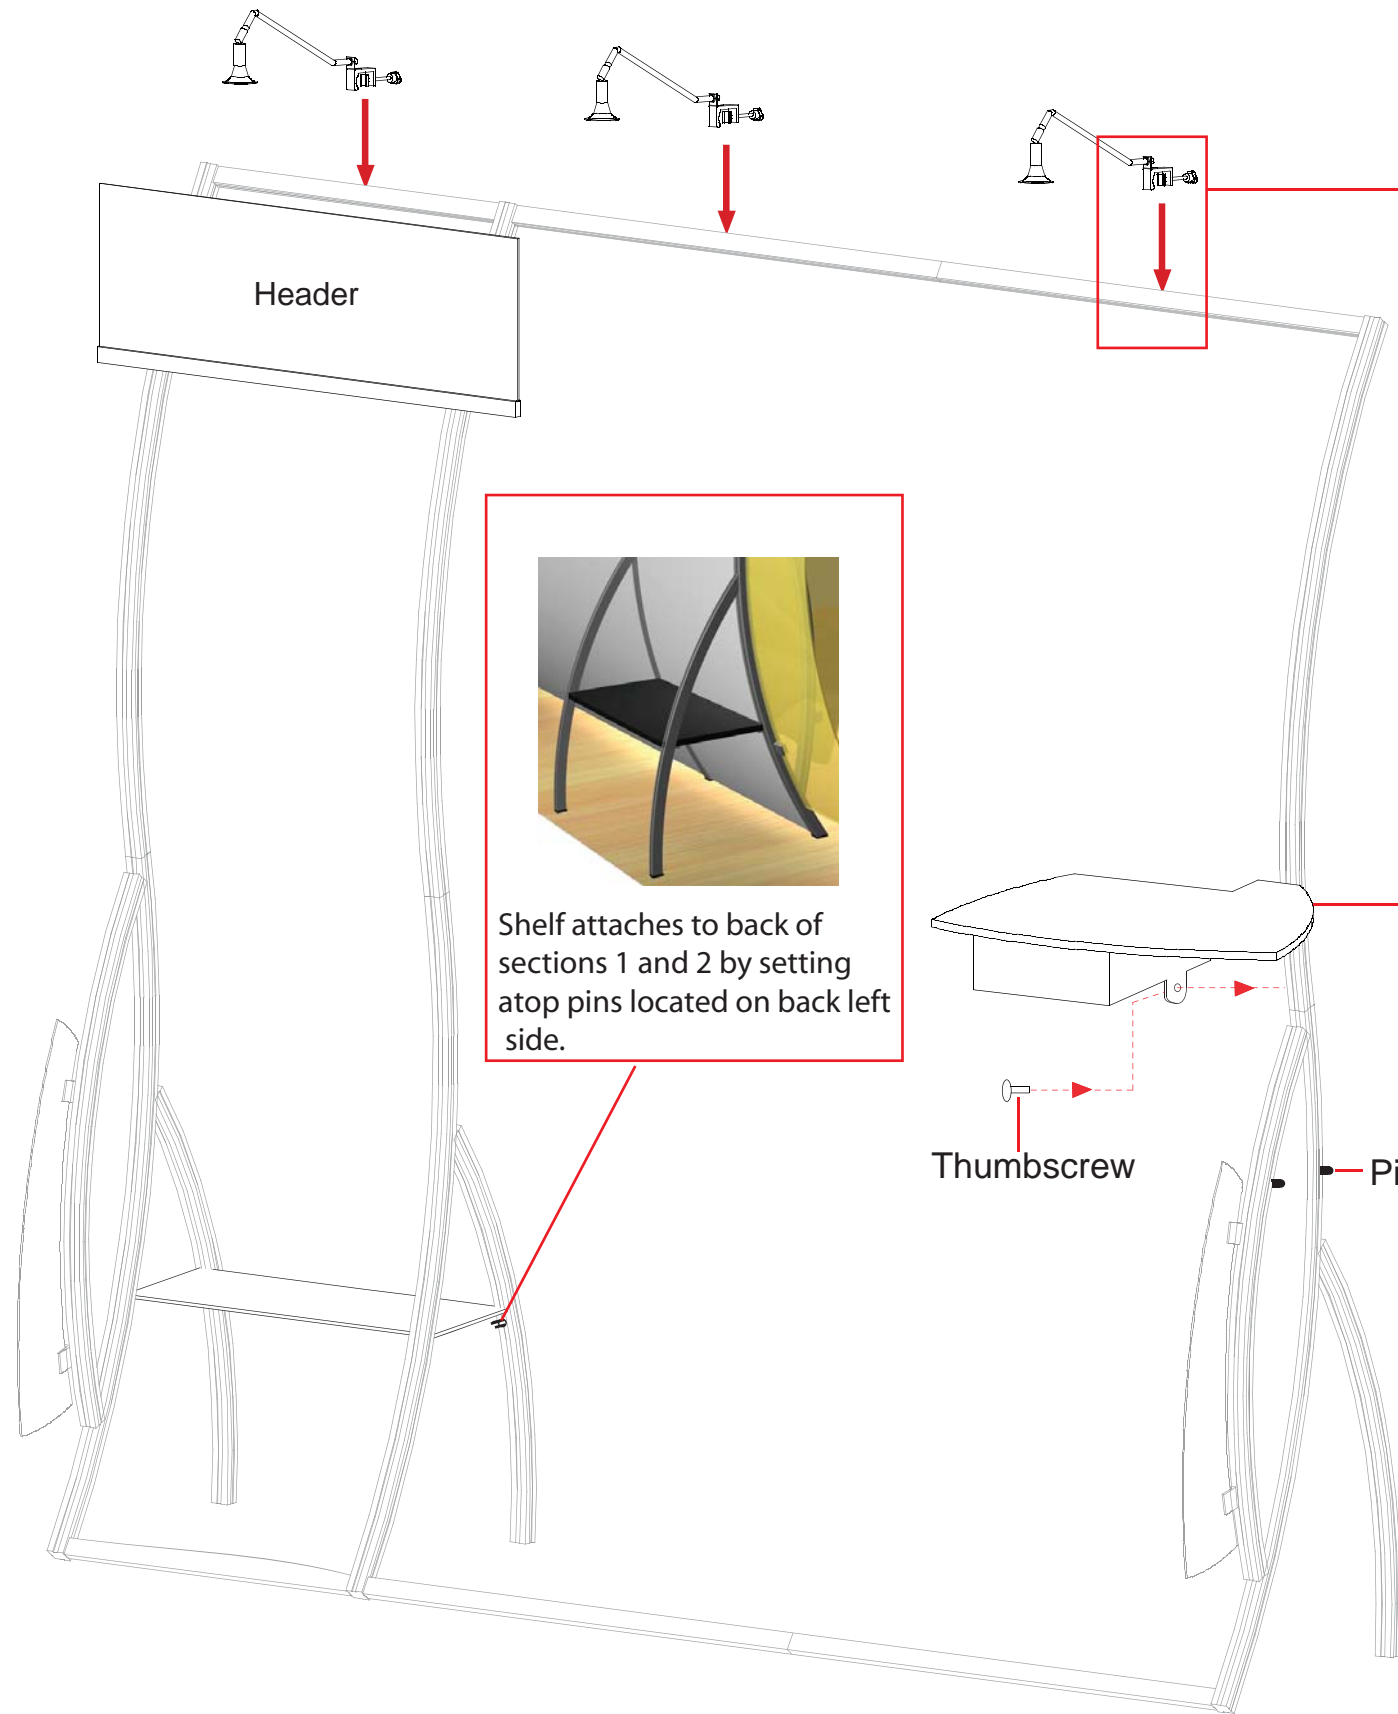 Header
Shelf attaches to back of
sections 1 and 2 by setting
atop pins located on back left
side.
Thumbscrew
Pi